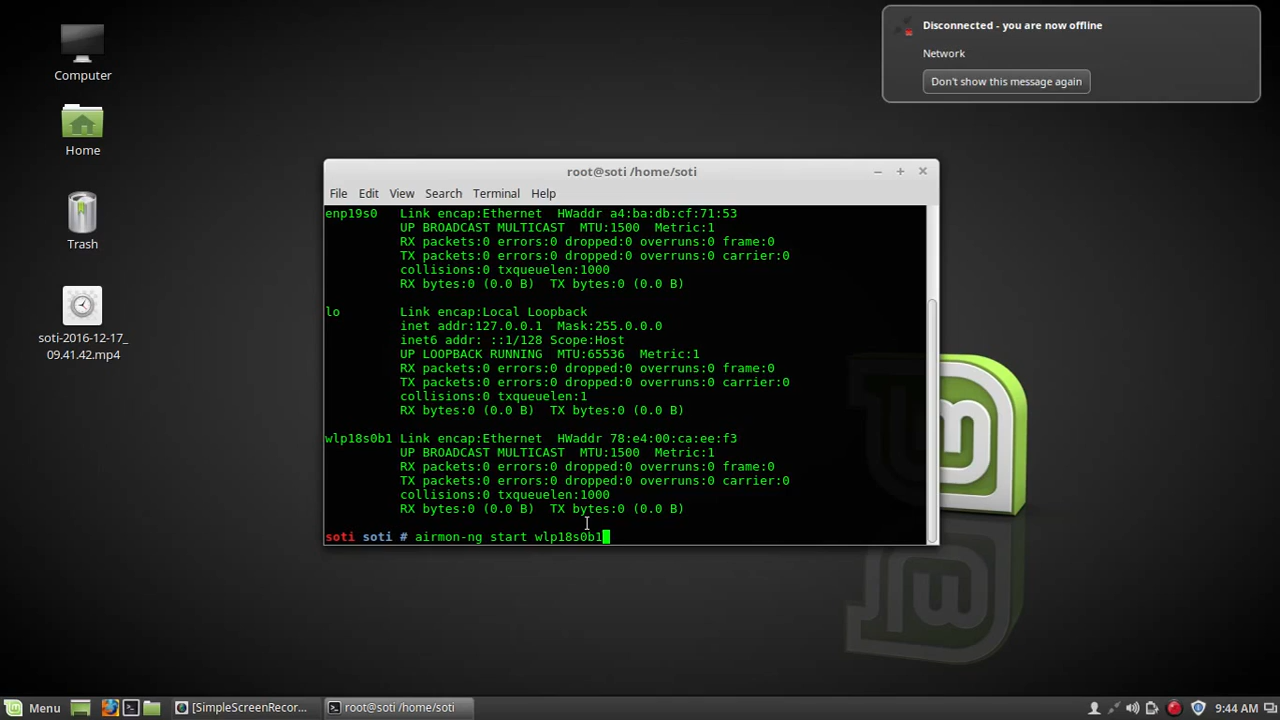 Disconnected - you are now offline
Network
Don't show this message again
Computer
Home
Trash
soti-2016-12-17_
09.41.42.mp4
root@soti /home/soti
File Edit View Search Terminal Help
enp19s0 Link encap:Ethernet HWaddr a4:ba:db:cf:71:53
UP BROADCAST MULTICAST MTU:1500 Metric:1
RX packets:0 errors:0 dropped:0 overruns:0 frame:0
TX packets:0 errors:0 dropped:0 overruns:0 carrier:0
collisions:0 txqueuelen:1000
RX bytes:0 (0.0 B) TX bytes:0 (0.0 B)
lo Link encap:Local Loopback
inet addr:127.0.0.1 Mask:255.0.0.0
inet6 addr: ::1/128 Scope:Host
UP LOOPBACK RUNNING MTU:65536 Metric:1
RX packets:0 errors:0 dropped:0 overruns:0 frame:0
TX packets:0 errors:0 dropped:0 overruns:0 carrier:0
collisions:0 txqueuelen:1
RX bytes:0 (0.0 B) TX bytes:0 (0.0 B)
wlp18s0b1 Link encap:Ethernet HWaddr 78:e4:00:ca:ee:f3
UP BROADCAST MULTICAST MTU:1500 Metric:1
RX packets:0 errors:0 dropped:0 overruns:0 frame:0
TX packets:0 errors:0 dropped:0 overruns:0 carrier:0
collisions:0 txqueuelen:1000
RX bytes:0 (0.0 B) TX bytes:0 (0.0 B)
soti soti # airmon-ng start wlp18s0b1
Menu [SimpleScreenRecor... root@soti /home/soti 9:44 AM